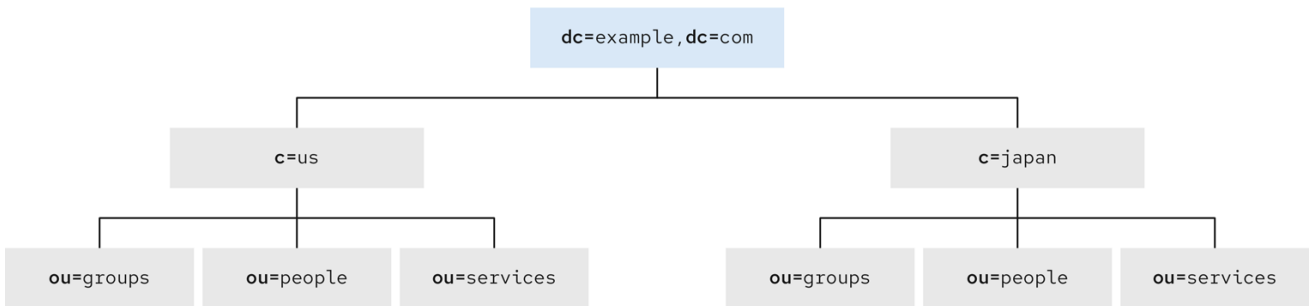 dc=example,dc=com
c=us
c=japan
ou=groups
ou=people
ou=services
ou=groups
ou=people
ou=services